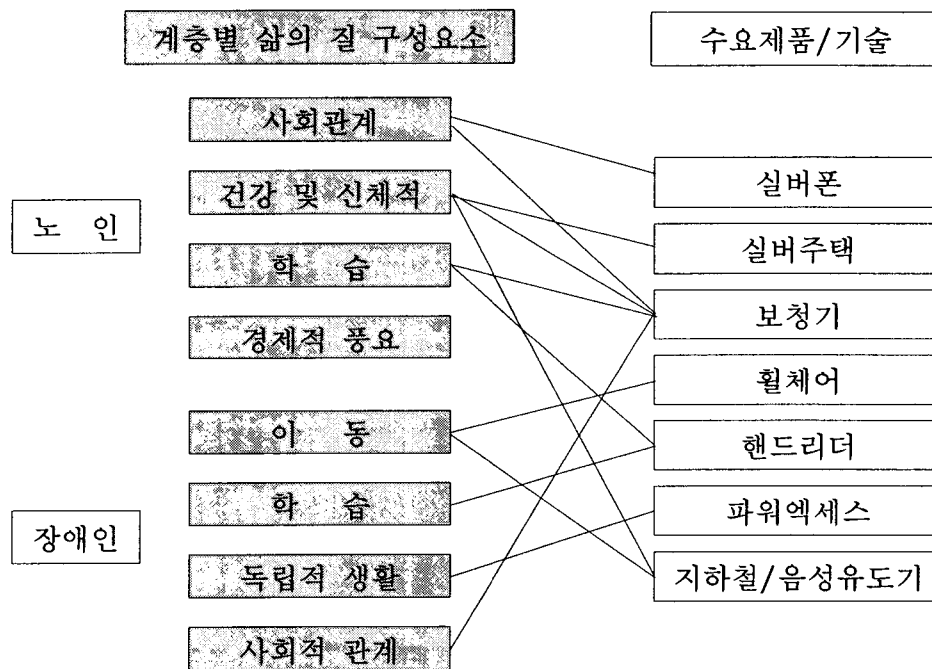 계층별 삶의 질 구성요소
수요제품/기술
노 인
사회관계
건강 및 신체적
학 습
경제적 풍요
장애인
이 동
학 습
독립적 생활
사회적 관계
실버폰
실버주택
보청기
휠체어
핸드리더
파워엑세스
지하철/음성유도기